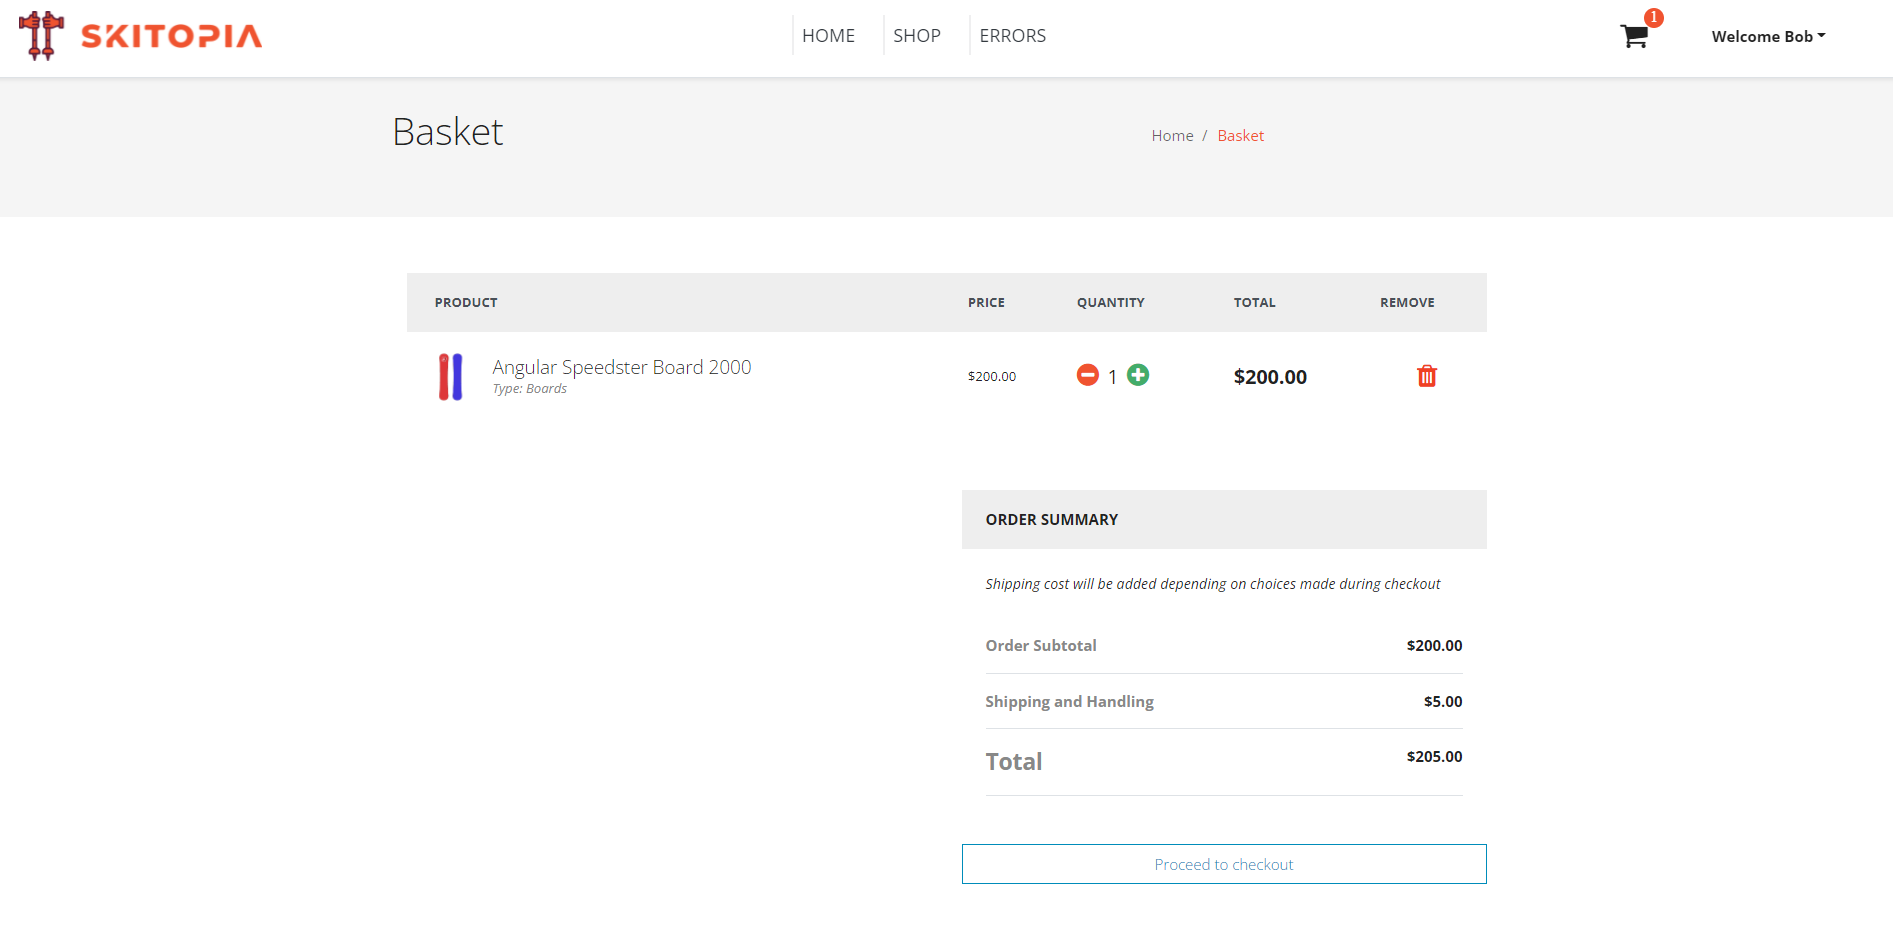 SKITOPIA
HOME SHOP ERRORS
1
Welcome Bob
Basket
Home / Basket
PRODUCT PRICE QUANTITY TOTAL REMOVE
Angular Speedster Board 2000
Type: Boards
$200.00 1 $200.00
ORDER SUMMARY
Shipping cost will be added depending on choices made during checkout
Order Subtotal $200.00
Shipping and Handling $5.00
Total $205.00
Proceed to checkout